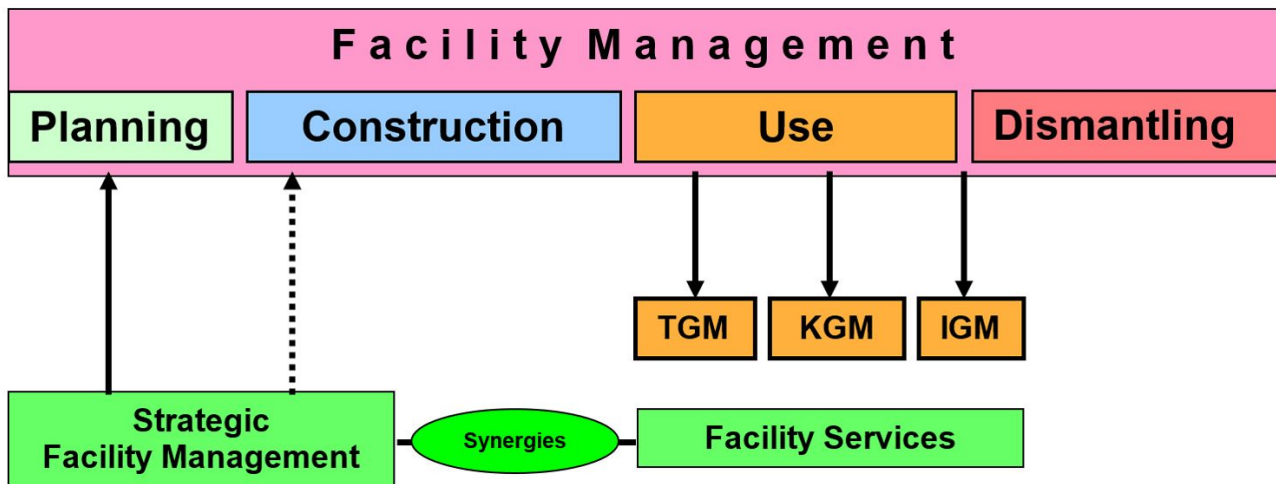 Facility Management
Planning
Construction
Use
Dismantling
TGM
KGM
IGM
Strategic
Facility Management
Synergies
Facility Services